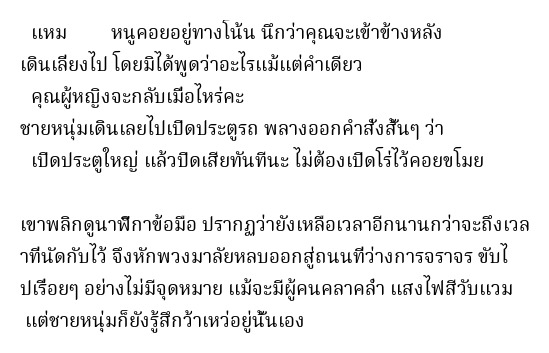 แหม หนูคอยอยู่ทางโน้น นึกว่าคุณจะเข้าข้างหลัง
เดินเลี่ยงไป โดยมิได้พูดว่าอะไรแม้แต่คำเดียว
คุณผู้หญิงจะกลับเมื่อไหร่คะ
ชายหนุ่มเดินเลยไปเปิดประตูรถ พลางออกคำสั่งสั้นๆ ว่า
เปิดประตูใหญ่ แล้วปิดเสียทันทีนะ ไม่ต้องเปิดโร่ไว้คอยขโมย
เขาพลิกดูนาฬิกาข้อมือ ปรากฏว่ายังเหลือเวลาอีกนานกว่าจะถึงเวล
าที่นัดกับไว้ จึงหักพวงมาลัยหลบออกสู่ถนนที่ว่างการจราจร ขับไ
ปเรื่อยๆ อย่างไม่มีจุดหมาย แม้จะมีผู้คนคลาคล่ำ แสงไฟสีวับแวม
แต่ชายหนุ่มก็ยังรู้สึกว้าเหว่อยู่นั่นเอง